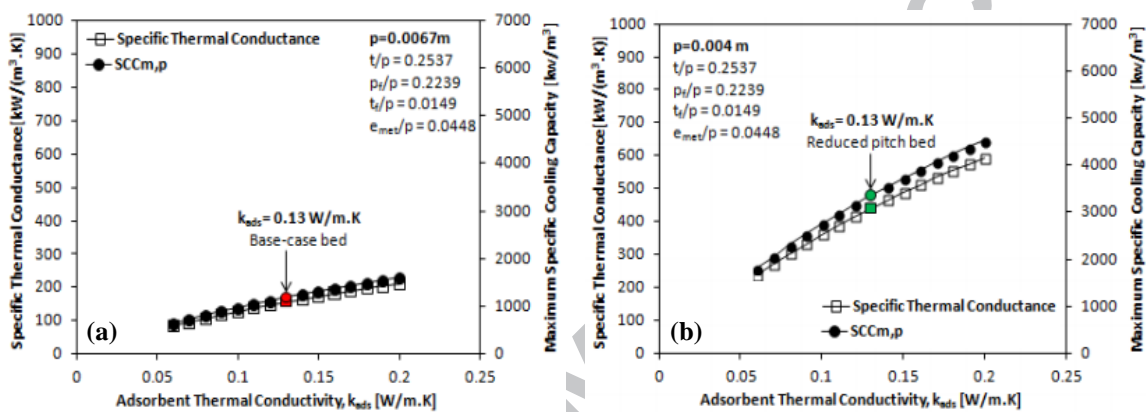 1000
900
800
700
600
500
400
300
200
100
0
7000
6000
5000
4000
3000
2000
1000
0
0
0.05
0.1
0.15
0.2
0.25
Specific Thermal Conductance[kW/(m³.K)]
Maximum Specific Cooling Capacity [kw/m³]
Adsorbent Thermal Conductivity, kads [W/m.K]
Specific Thermal Conductance
SCCm,p
p=0.0067m
t/p = 0.2537
pf/p = 0.2239
tf/p = 0.0149
emet/p = 0.0448
kads= 0.13 W/m.K
Base-case bed
(a)
1000
900
800
700
600
500
400
300
200
100
0
7000
6000
5000
4000
3000
2000
1000
0
0
0.05
0.1
0.15
0.2
0.25
Specific Thermal Conductance[kW/(m³.K)]
Maximum Specific Cooling Capacity [kw/m³]
Adsorbent Thermal Conductivity, kads [W/m.K]
p=0.004 m
t/p = 0.2537
pf/p = 0.2239
tf/p = 0.0149
emet/p = 0.0448
kads= 0.13 W/m.K
Reduced pitch bed
Specific Thermal Conductance
SCCm,p
(b)